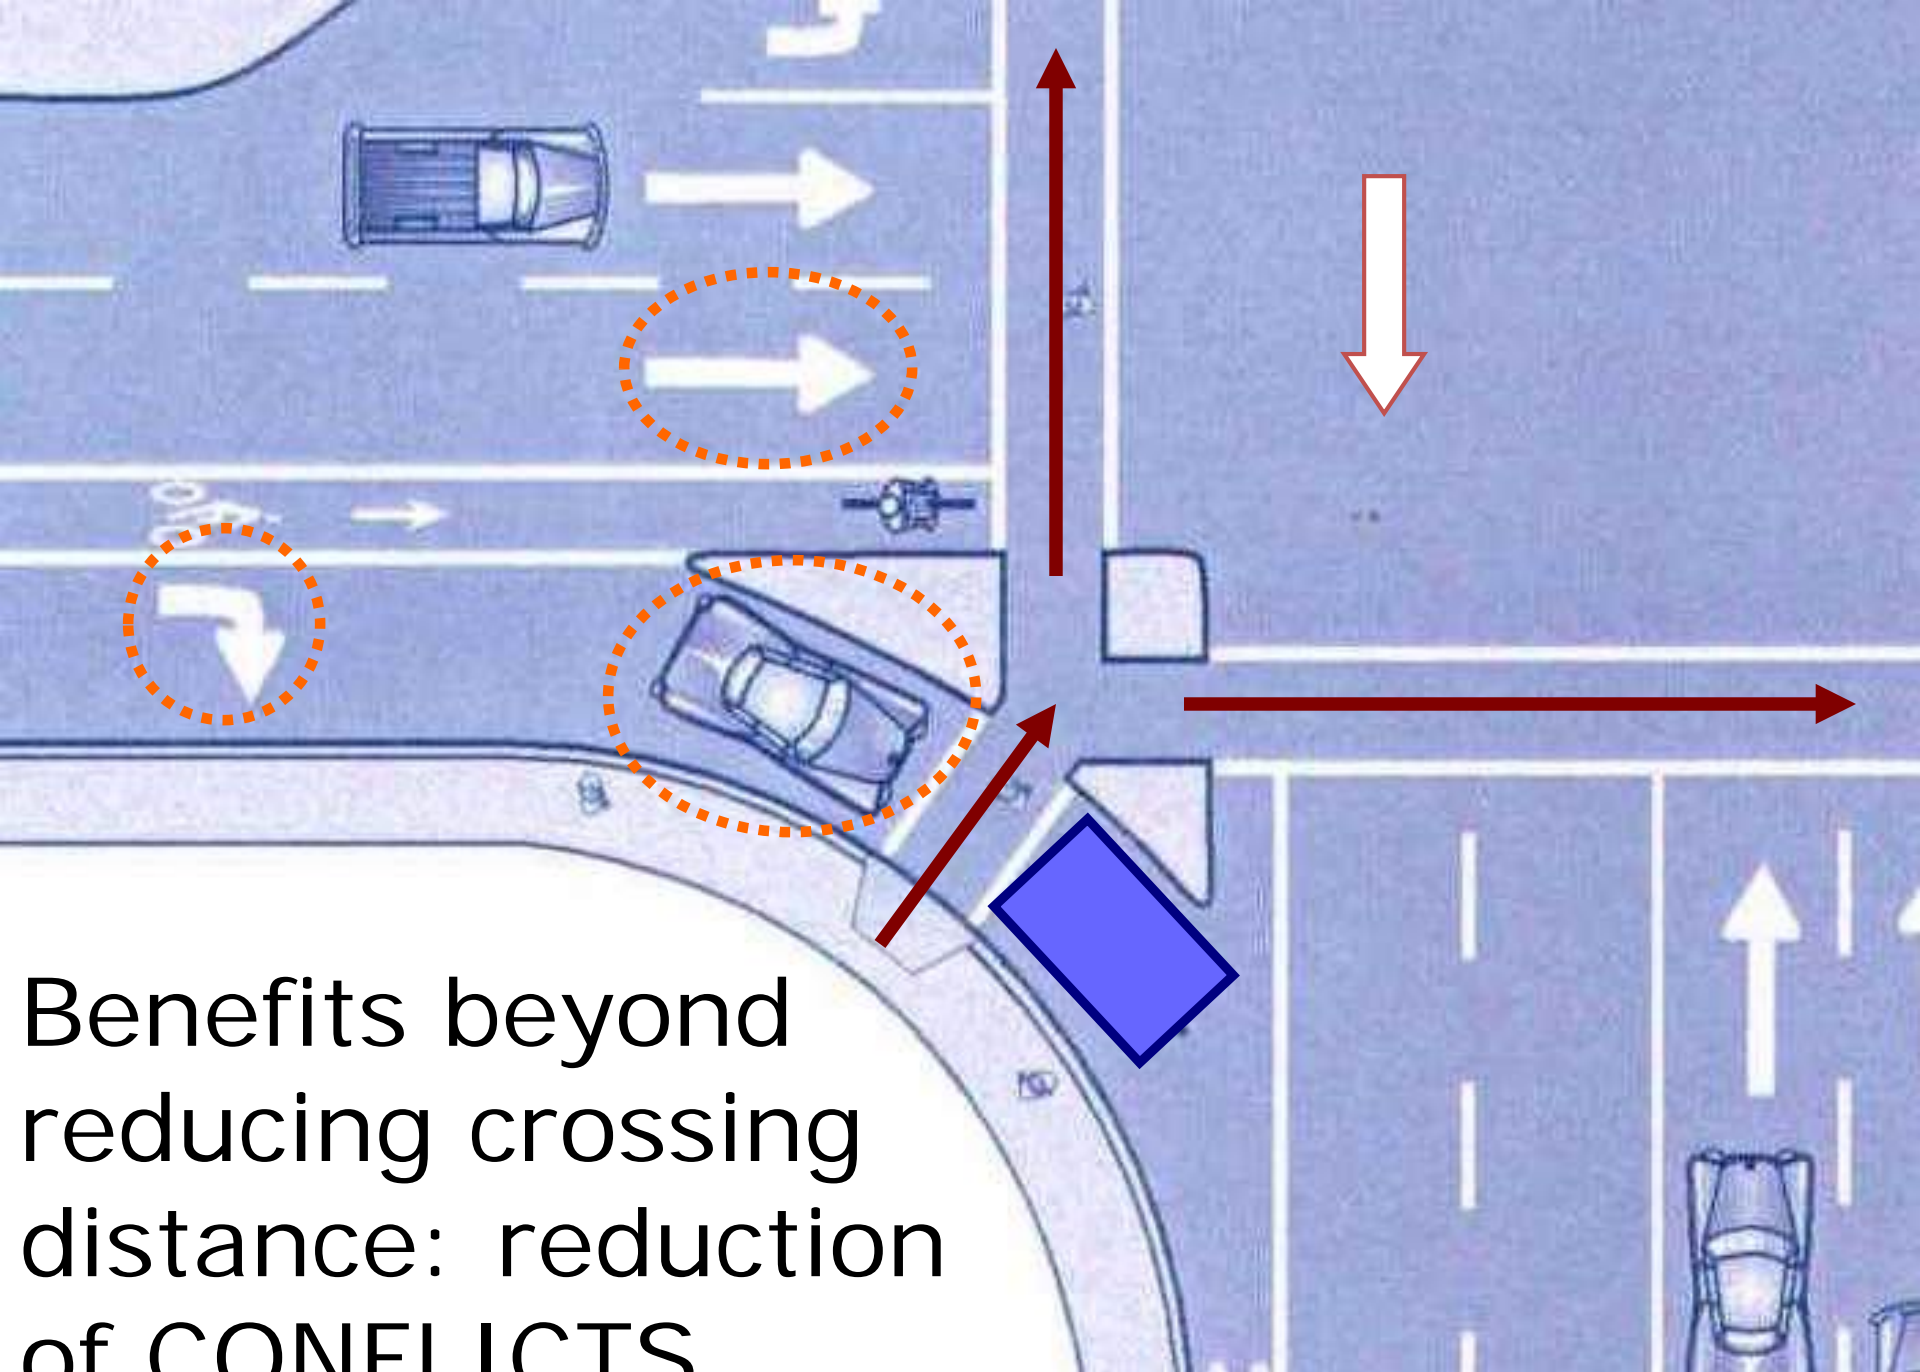 Benefits beyond
reducing crossing
distance: reduction
of CONFLICTS